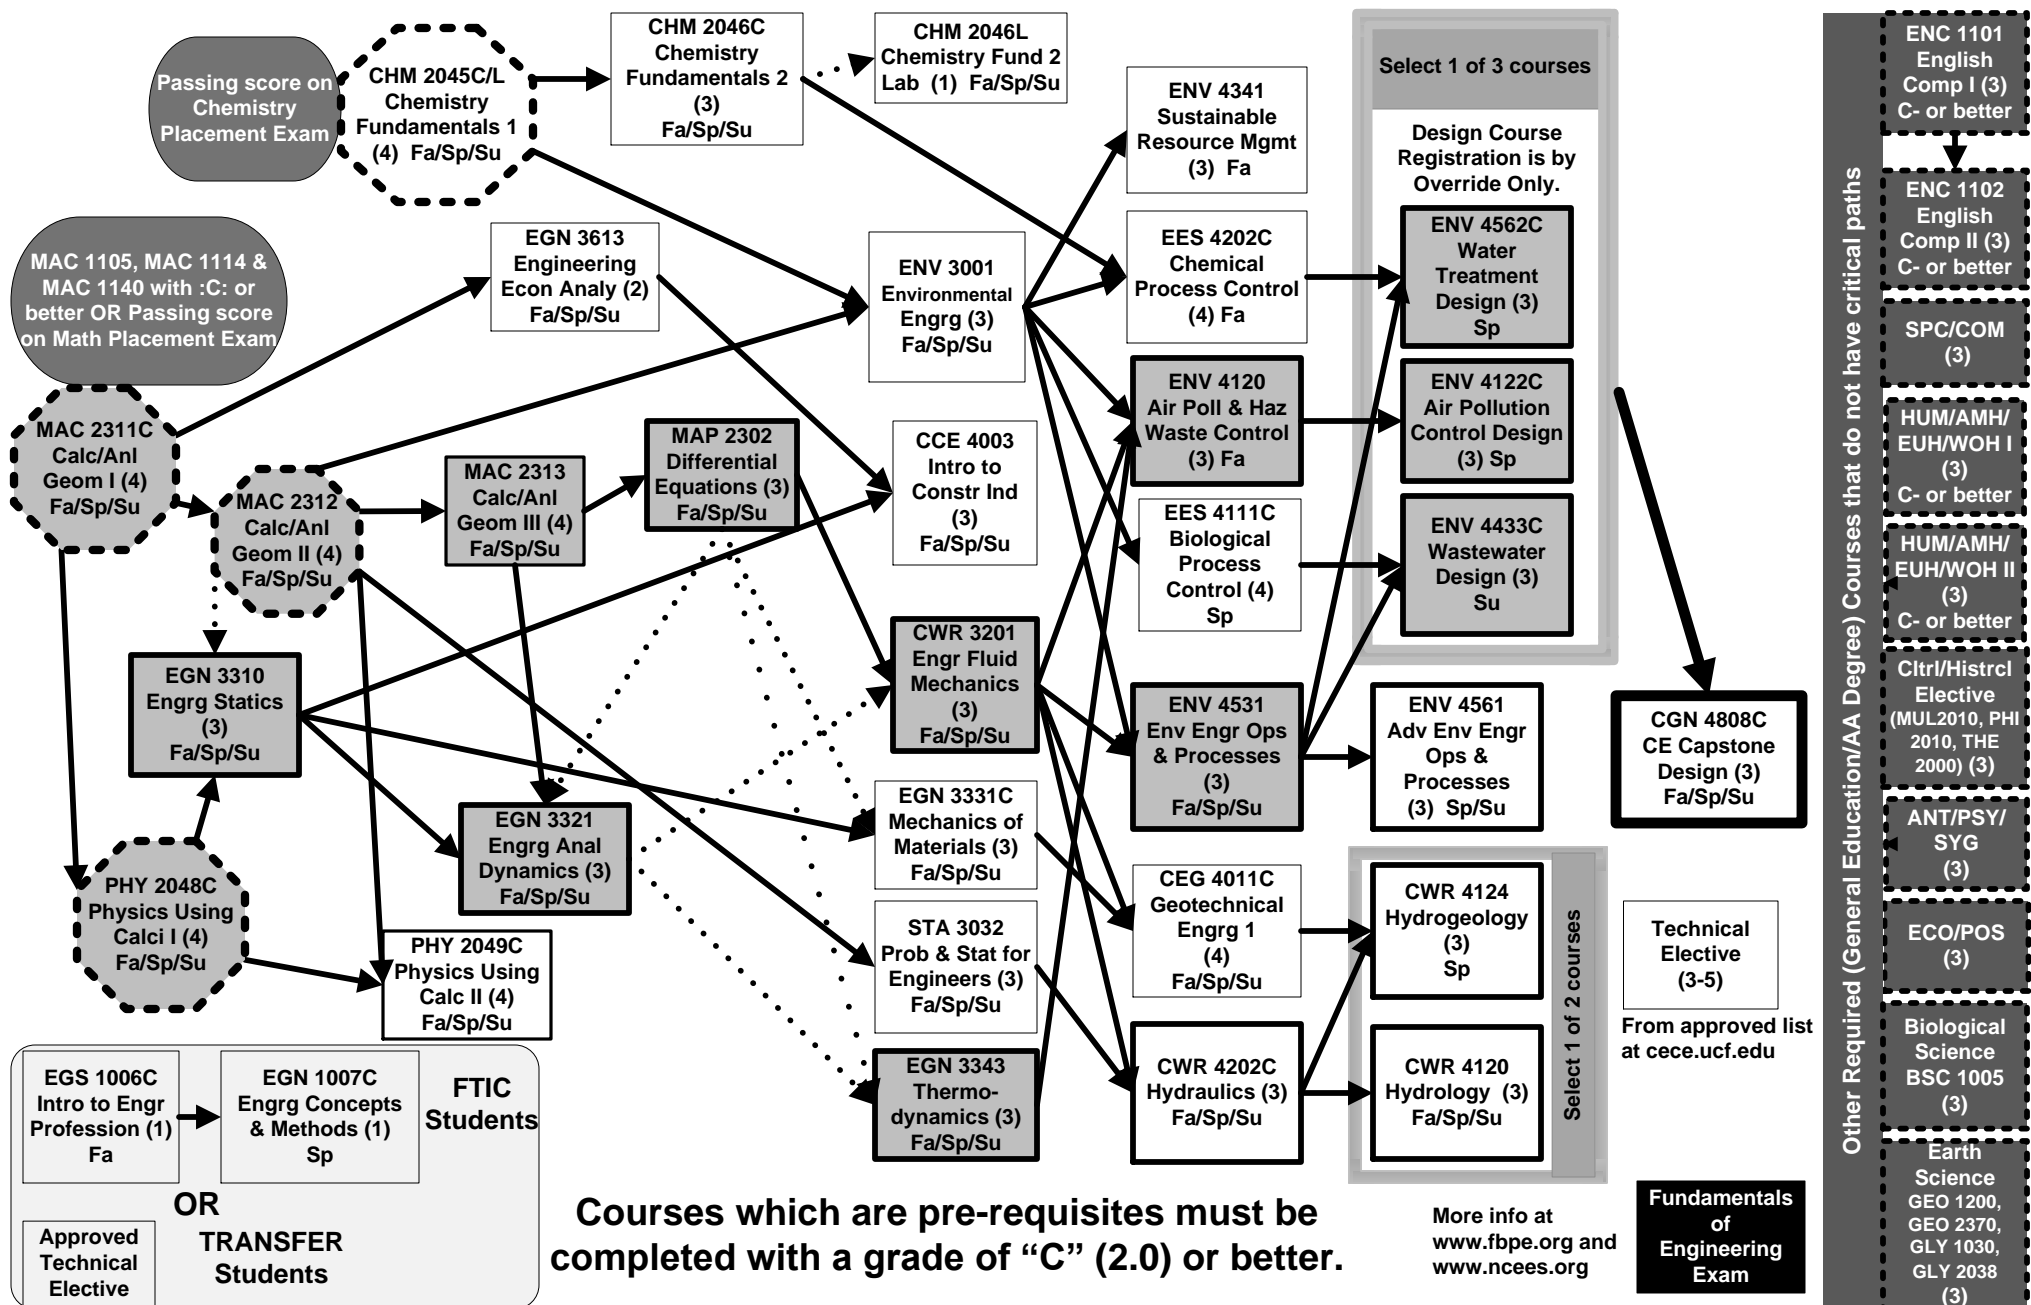 Passing score on
Chemistry
Placement Exam
CHM 2045C/L
Chemistry
Fundamentals 1
(4)  Fa/Sp/Su
CHM 2046C
Chemistry
Fundamentals 2
(3)
Fa/Sp/Su
CHM 2046L
Chemistry Fund 2
Lab  (1)  Fa/Sp/Su
MAC 1105, MAC 1114 &
MAC 1140 with :C: or
better OR Passing score
on Math Placement Exam
EGN 3613
Engineering
Econ Analy (2)
Fa/Sp/Su
ENV 3001
Environmental
Engrg (3)
Fa/Sp/Su
ENV 4341
Sustainable
Resource Mgmt
(3)  Fa
EES 4202C
Chemical
Process Control
(4) Fa
Select 1 of 3 courses
Design Course
Registration is by
Override Only.
ENV 4562C
Water
Treatment
Design (3)
Sp
MAC 2311C
Calc/Anl
Geom I (4)
Fa/Sp/Su
MAC 2312
Calc/Anl
Geom II (4)
Fa/Sp/Su
MAC 2313
Calc/Anl
Geom III (4)
Fa/Sp/Su
MAP 2302
Differential
Equations (3)
Fa/Sp/Su
CCE 4003
Intro to
Constr Ind
(3)
Fa/Sp/Su
ENV 4120
Air Poll & Haz
Waste Control
(3) Fa
ENV 4122C
Air Pollution
Control Design
(3) Sp
EES 4111C
Biological
Process
Control (4)
Sp
ENV 4433C
Wastewater
Design (3)
Su
EGN 3310
Engrg Statics
(3)
Fa/Sp/Su
CWR 3201
Engr Fluid
Mechanics
(3)
Fa/Sp/Su
ENV 4531
Env Engr Ops
& Processes
(3)
Fa/Sp/Su
ENV 4561
Adv Env Engr
Ops &
Processes
(3)  Sp/Su
CGN 4808C
CE Capstone
Design (3)
Fa/Sp/Su
EGN 3321
Engrg Anal
Dynamics (3)
Fa/Sp/Su
EGN 3331C
Mechanics of
Materials (3)
Fa/Sp/Su
PHY 2048C
Physics Using
Calci I (4)
Fa/Sp/Su
PHY 2049C
Physics Using
Calc II (4)
Fa/Sp/Su
STA 3032
Prob & Stat for
Engineers (3)
Fa/Sp/Su
CEG 4011C
Geotechnical
Engrg 1
(4)
Fa/Sp/Su
CWR 4124
Hydrogeology
(3)
Sp
Select 1 of 2 courses
Technical
Elective
(3-5)
From approved list
at cece.ucf.edu
EGN 3343
Thermo-
dynamics (3)
Fa/Sp/Su
CWR 4202C
Hydraulics (3)
Fa/Sp/Su
CWR 4120
Hydrology  (3)
Fa/Sp/Su
EGS 1006C
Intro to Engr
Profession (1)
Fa
EGN 1007C
Engrg Concepts
& Methods (1)
Sp
FTIC
Students
OR
Approved
Technical
Elective
TRANSFER
Students
Courses which are pre-requisites must be
completed with a grade of “C” (2.0) or better.
More info at
www.fbpe.org and
www.ncees.org
Fundamentals
of
Engineering
Exam
Other Required (General Education/AA Degree) Courses that do not have critical paths
ENC 1101
English
Comp I (3)
C- or better
ENC 1102
English
Comp II (3)
C- or better
SPC/COM
(3)
HUM/AMH/
EUH/WOH I
(3)
C- or better
HUM/AMH/
EUH/WOH II
(3)
C- or better
Cltrl/Histrcl
Elective
(MUL2010, PHI
2010, THE
2000) (3)
ANT/PSY/
SYG
(3)
ECO/POS
(3)
Biological
Science
BSC 1005
(3)
Earth
Science
GEO 1200,
GEO 2370,
GLY 1030,
GLY 2038
(3)